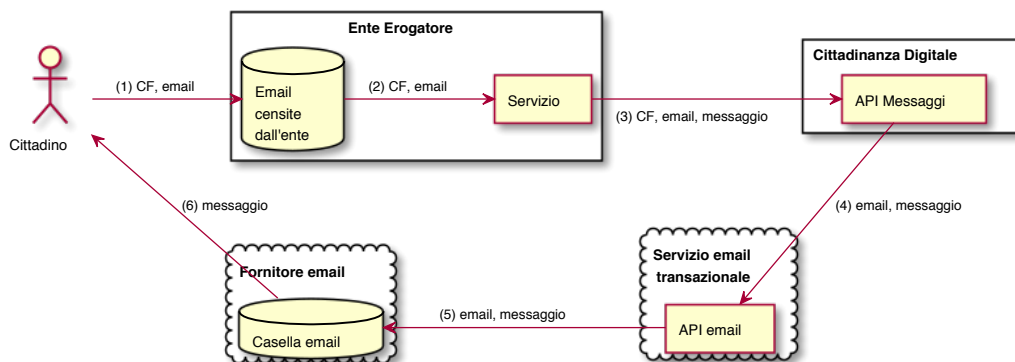 Ente Erogatore
Cittadinanza Digitale
(1) CF, email
Email
censite
dall'ente
(2) CF, email
Servizio
(3) CF, email, messaggio
API Messaggi
Cittadino
(6) messaggio
(4) email, messaggio
Fornitore email
Casella email
(5) email, messaggio
Servizio email
transazionale
API email